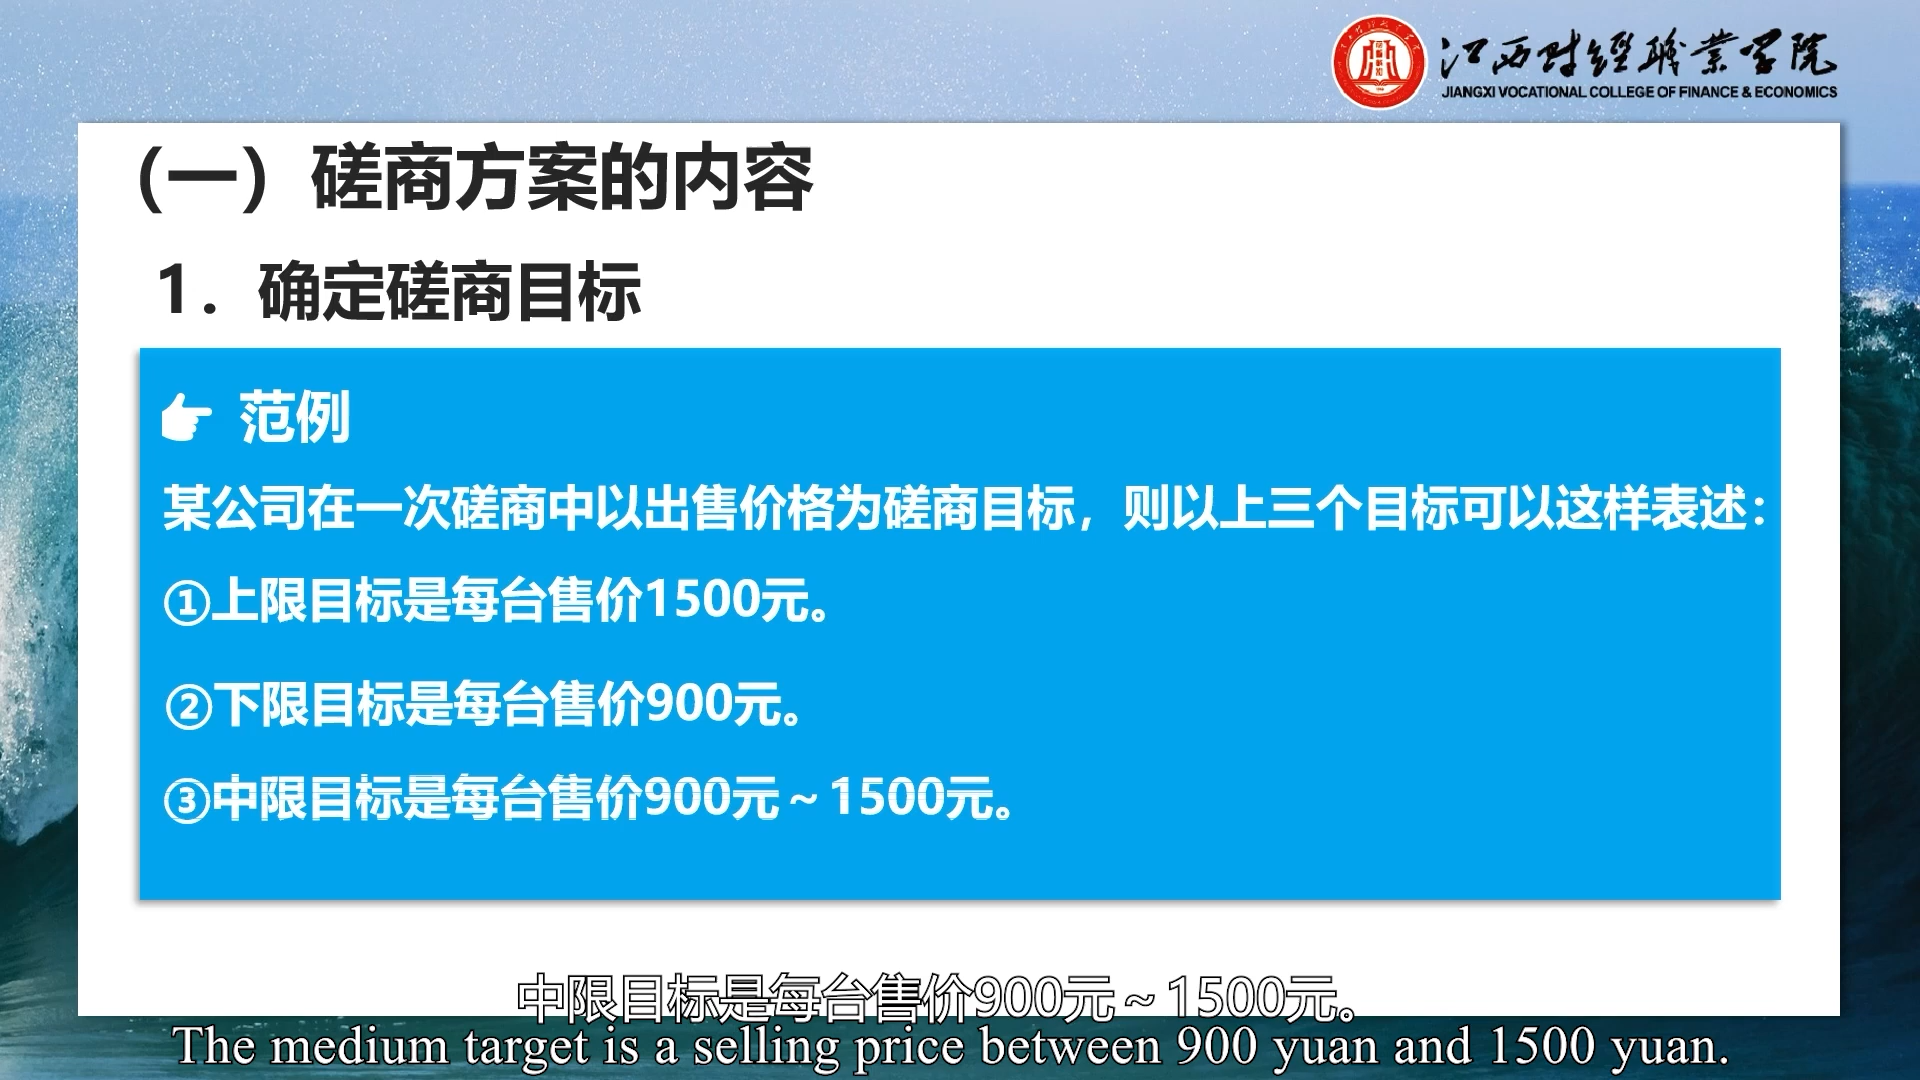 江西财经职业学院
JIANGXI VOCATIONAL COLLEGE OF FINANCE & ECONOMICS
（一）磋商方案的内容
1．确定磋商目标
范例
某公司在一次磋商中以出售价格为磋商目标，则以上三个目标可以这样表述：
①上限目标是每台售价1500元。
②下限目标是每台售价900元。
③中限目标是每台售价900元～1500元。
中限目标是每台售价900元～1500元。
The medium target is a selling price between 900 yuan and 1500 yuan.